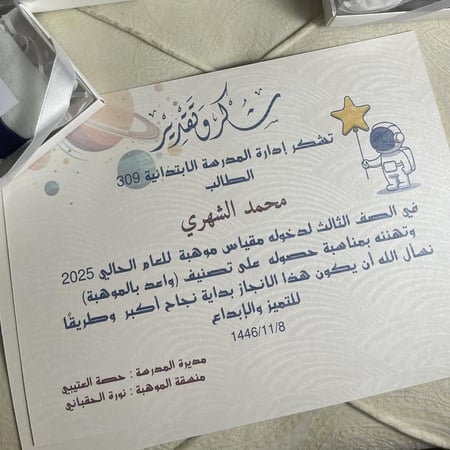 شكر وتقدير
تشكر إدارة المدرسة الابتدائية 309
الطالب
محمد الشهري
في الصف الثالث لدخوله مقياس موهبة للعام الحالي 2025
وتهنئه بمناسبة حصوله على تصنيف (واعد بالموهبة)
نسأل الله أن يكون هذا الانجاز بداية نجاح أكبر وطريقًا
للتميز والإبداع
1446/11/8
مديرة المدرسة : حصة العتيبي
منسقة الموهبة : نورة الحقباني